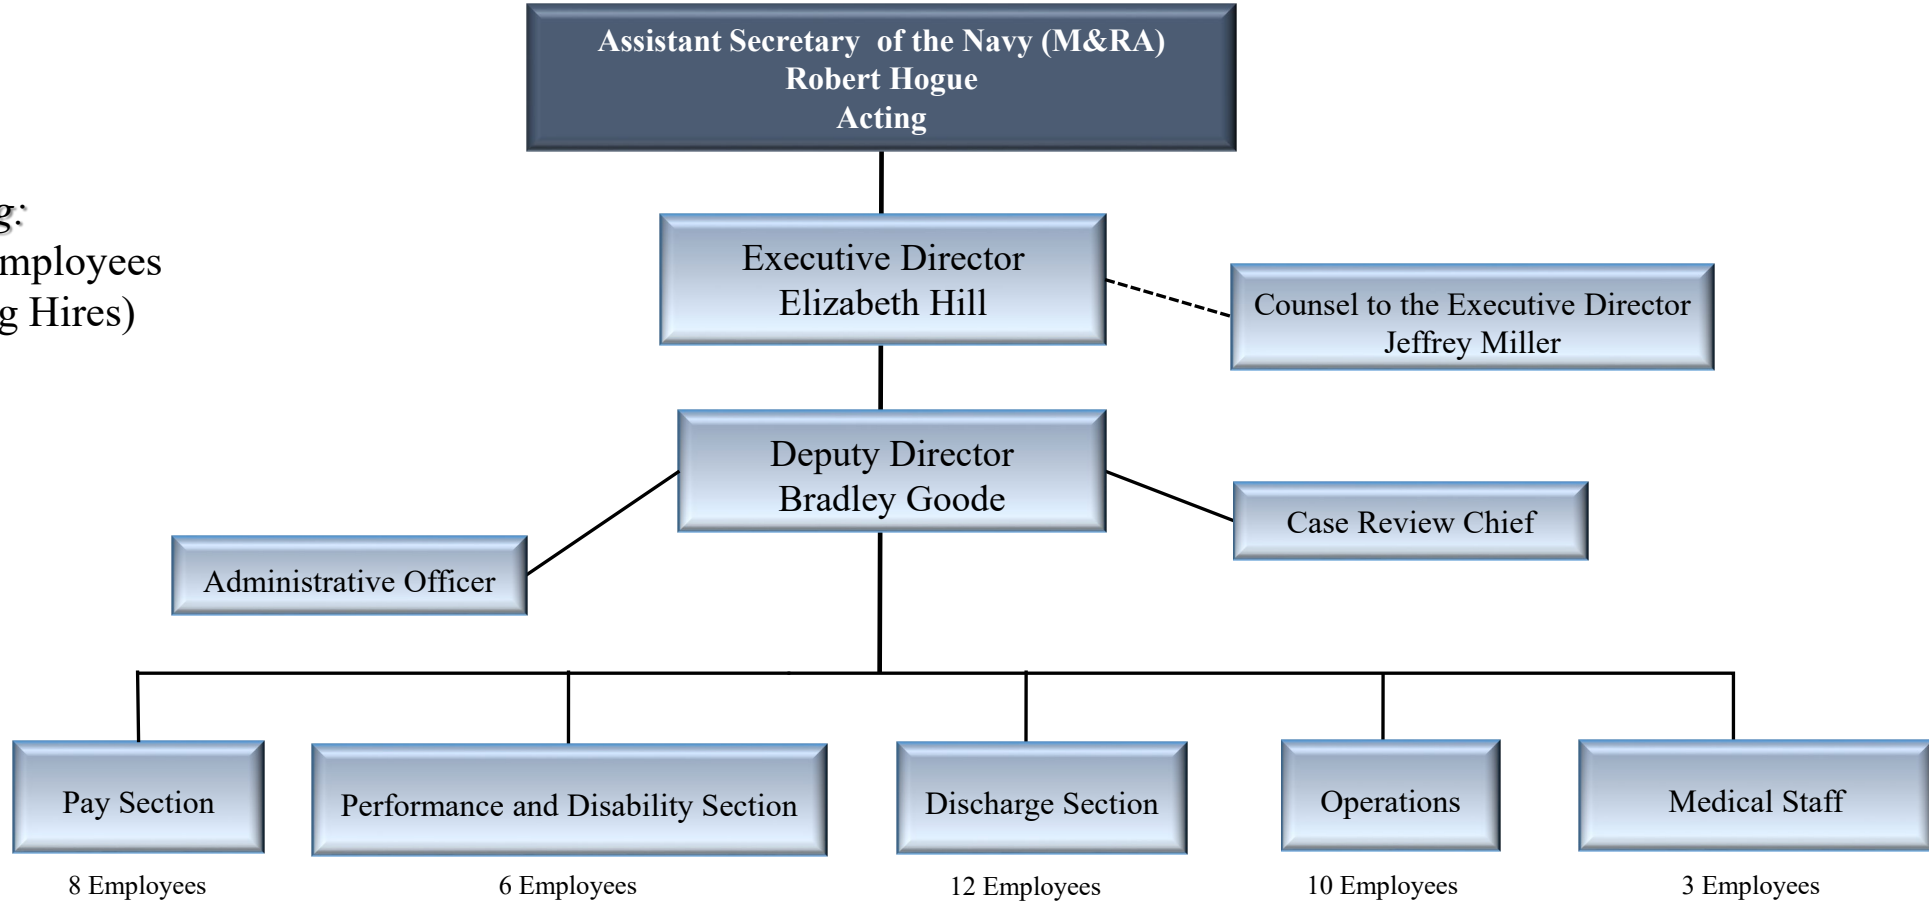 Assistant Secretary  of the Navy (M&RA)
Robert Hogue
Acting
Hires)
Executive Director
Elizabeth Hill
Counsel to the Executive Director
Jeffrey Miller
Deputy Director
Bradley Goode
Case Review Chief
Administrative Officer
Pay Section
Performance and Disability Section
Discharge Section
Operations
Medical Staff
8 Employees
6 Employees
12 Employees
10 Employees
3 Employees